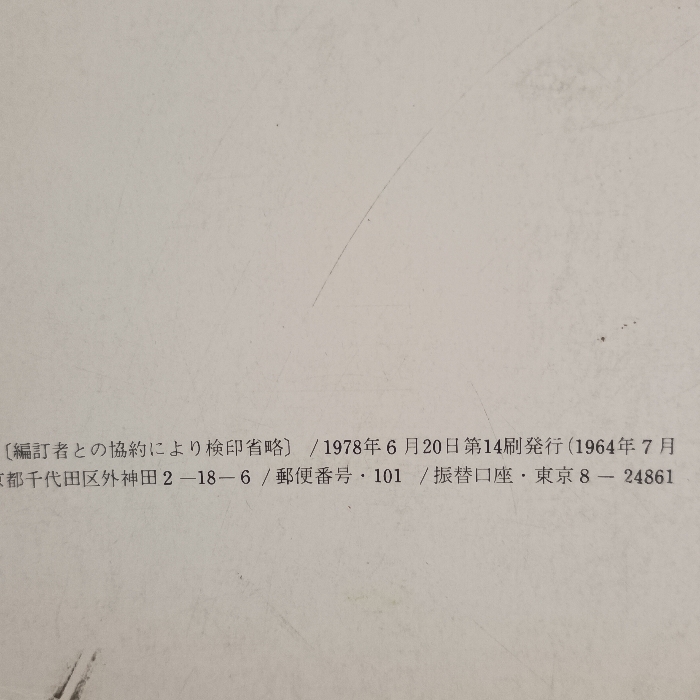 〔編訂者との協約により検印省略〕 / 1978年6月20日第14刷発行(1964年7月
京都千代田区外神田2—18—6 / 郵便番号・101 / 振替口座・東京8—24861